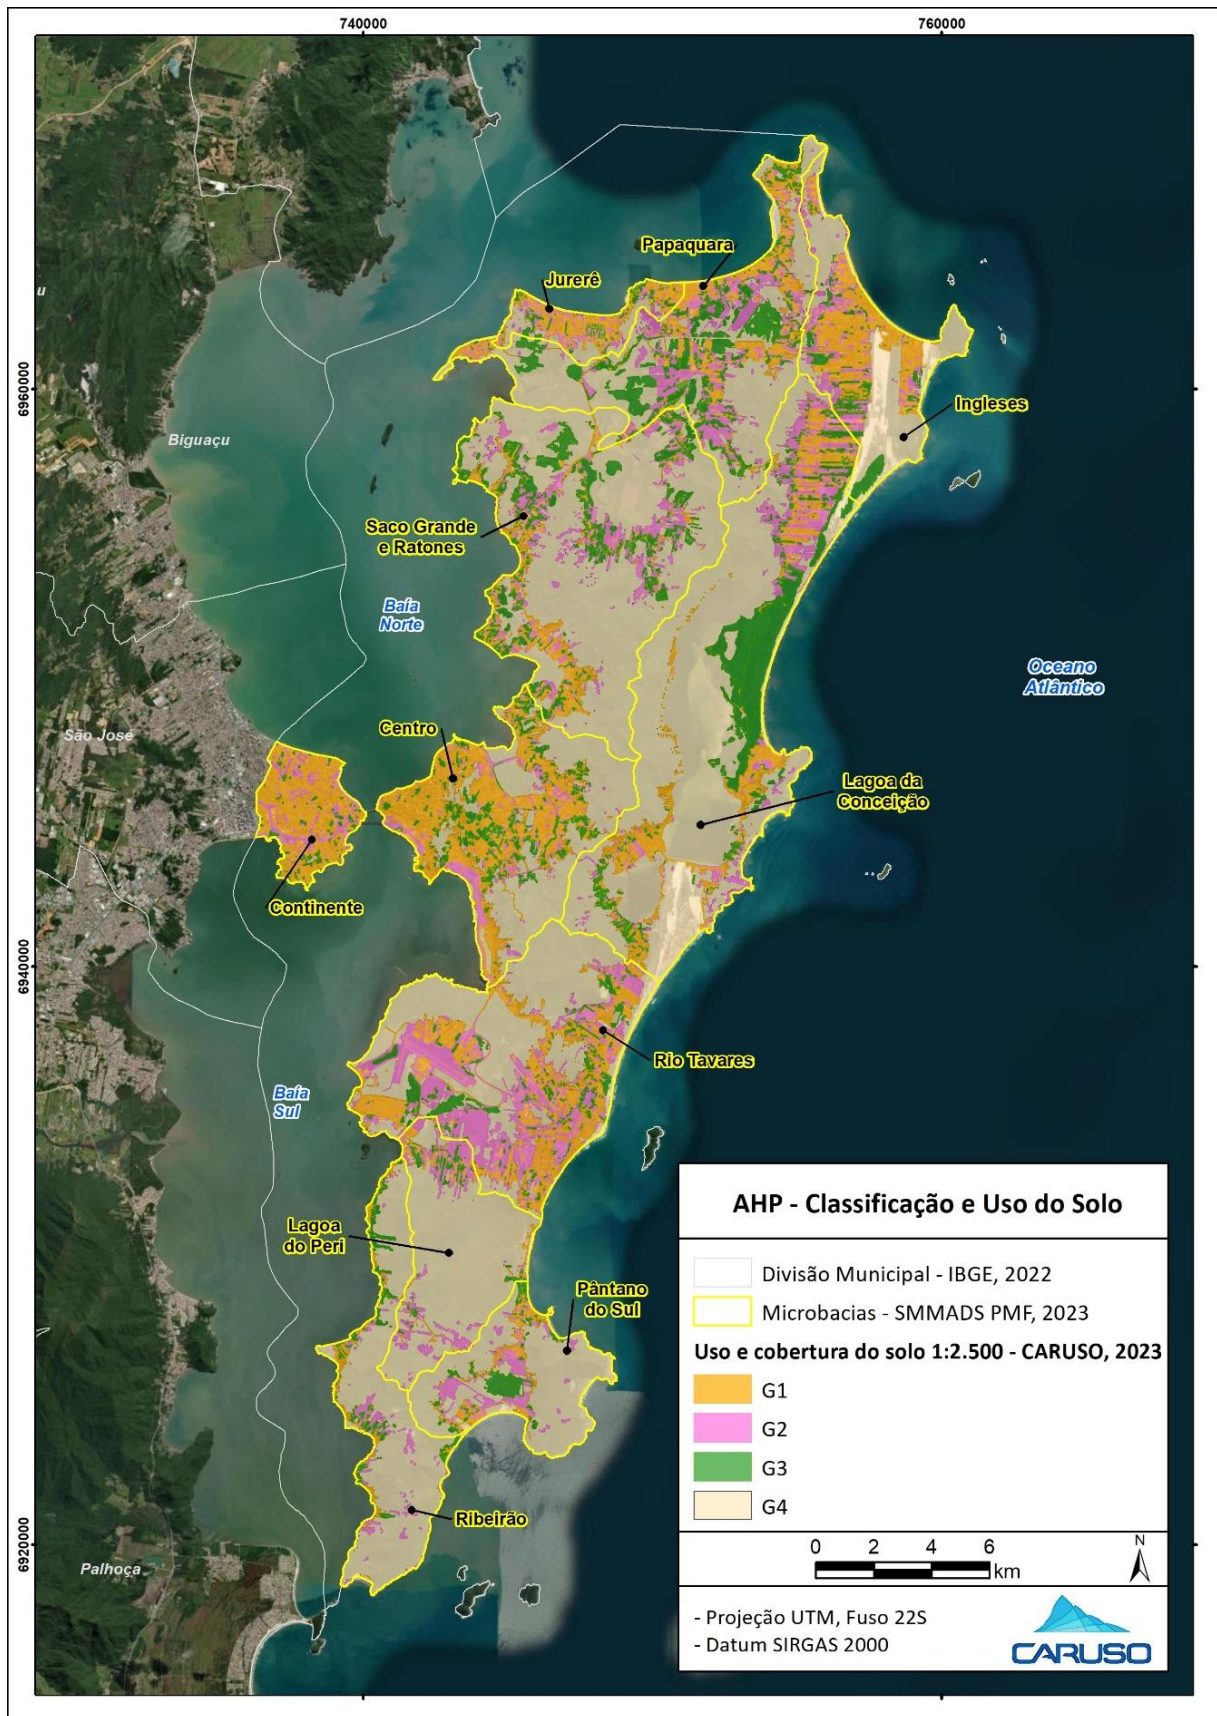 740000
760000
Papaquara
Jurerê
u
6960000
Ingleses
Biguaçu
Saco Grande
e Ratones
Baía
Norte
Oceano
Atlântico
São José
Centro
Lagoa da
Conceição
Continente
6940000
Rio Tavares
Baía
Sul
Lagoa
do Peri
Pântano
do Sul
Ribeirão
6920000
Palhoça
AHP - Classificação e Uso do Solo
Divisão Municipal - IBGE, 2022
Microbacias - SMMADS PMF, 2023
Uso e cobertura do solo 1:2.500 - CARUSO, 2023
G1
G2
G3
G4
0 2 4 6
km
N
- Projeção UTM, Fuso 22S
- Datum SIRGAS 2000
CARUSO